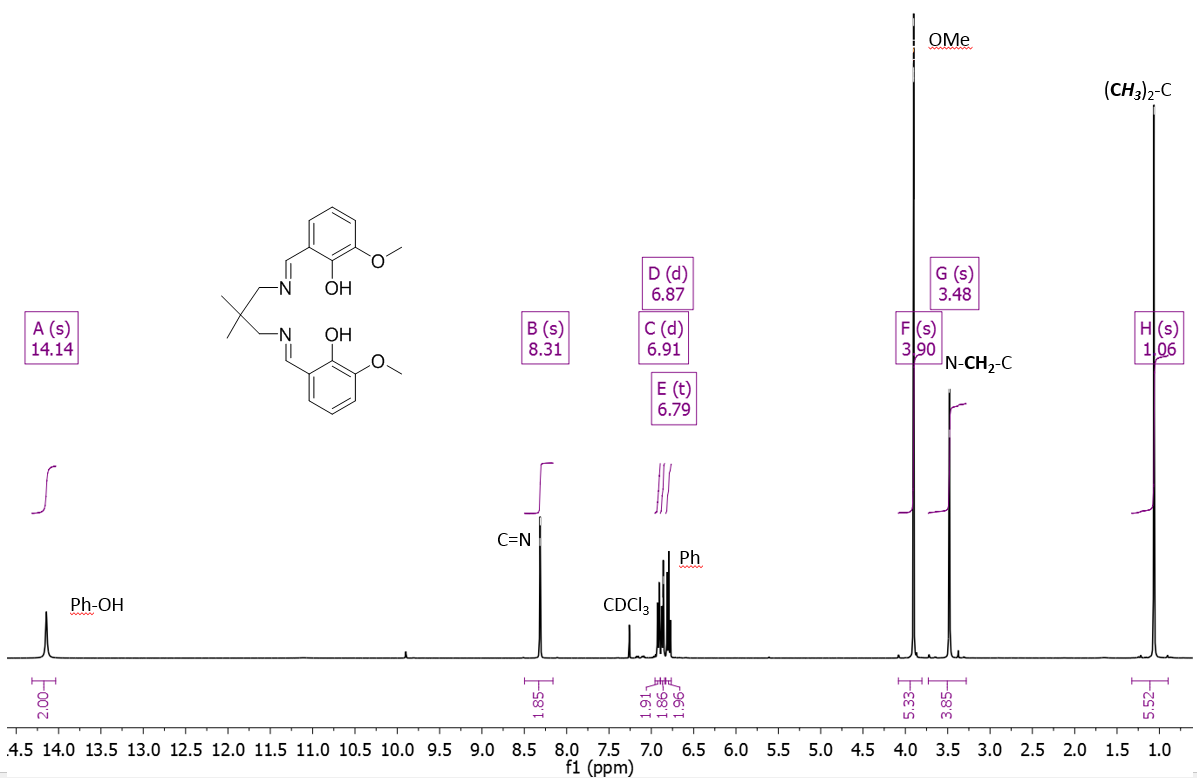 OMe
(CH₃)₂-C
O
N
OH
N
OH
O
D (d)
6.87
G (s)
3.48
A (s)
14.14
B (s)
8.31
C (d)
6.91
F (s)
3.90
H (s)
1.06
N-CH₂-C
E (t)
6.79
C=N
Ph
Ph-OH
CDCl₃
2.00
1.85
1.91
1.86
1.96
5.33
3.85
5.52
14.5 14.0 13.5 13.0 12.5 12.0 11.5 11.0 10.5 10.0 9.5 9.0 8.5 8.0 7.5 7.0 6.5 6.0 5.5 5.0 4.5 4.0 3.5 3.0 2.5 2.0 1.5 1.0
f1 (ppm)